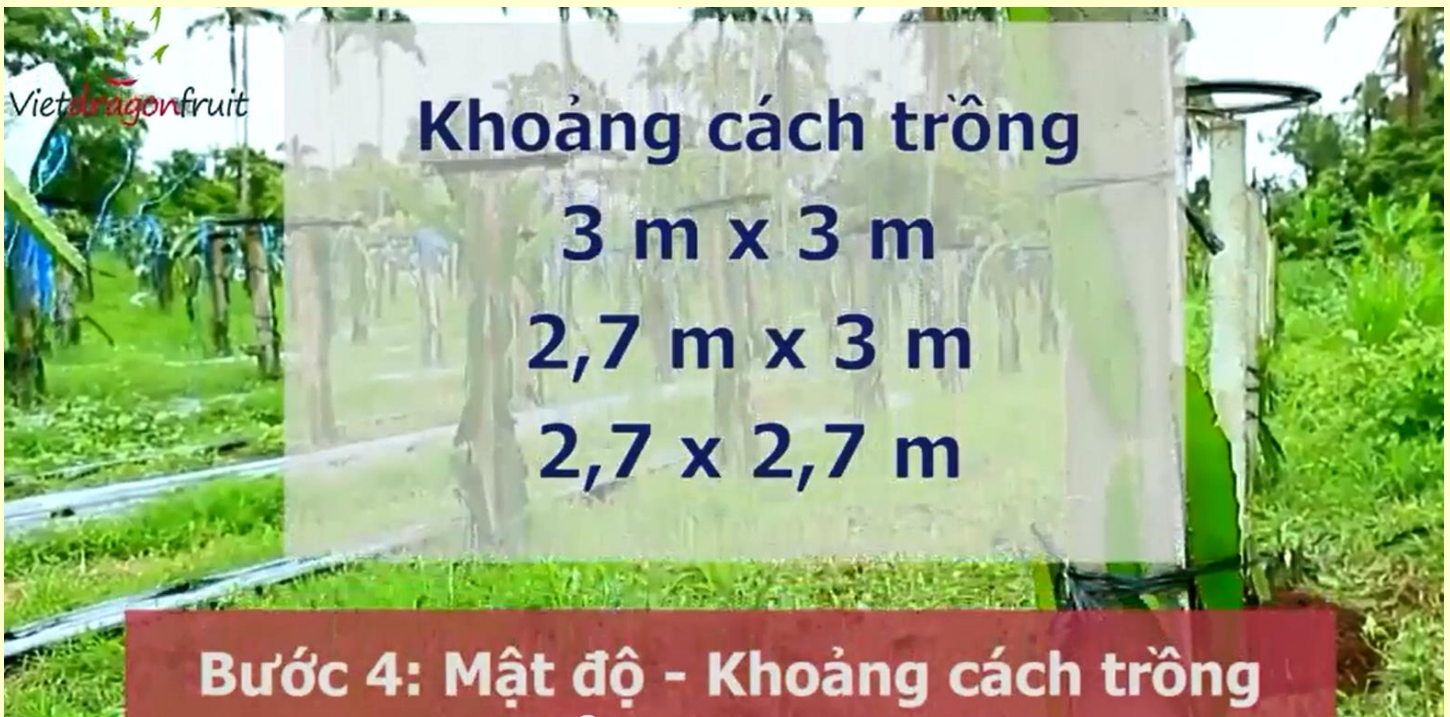 Vietdragonfruit
Khoảng cách trồng
3 m x 3 m
2,7 m x 3 m
2,7 x 2,7 m
Bước 4: Mật độ - Khoảng cách trồng